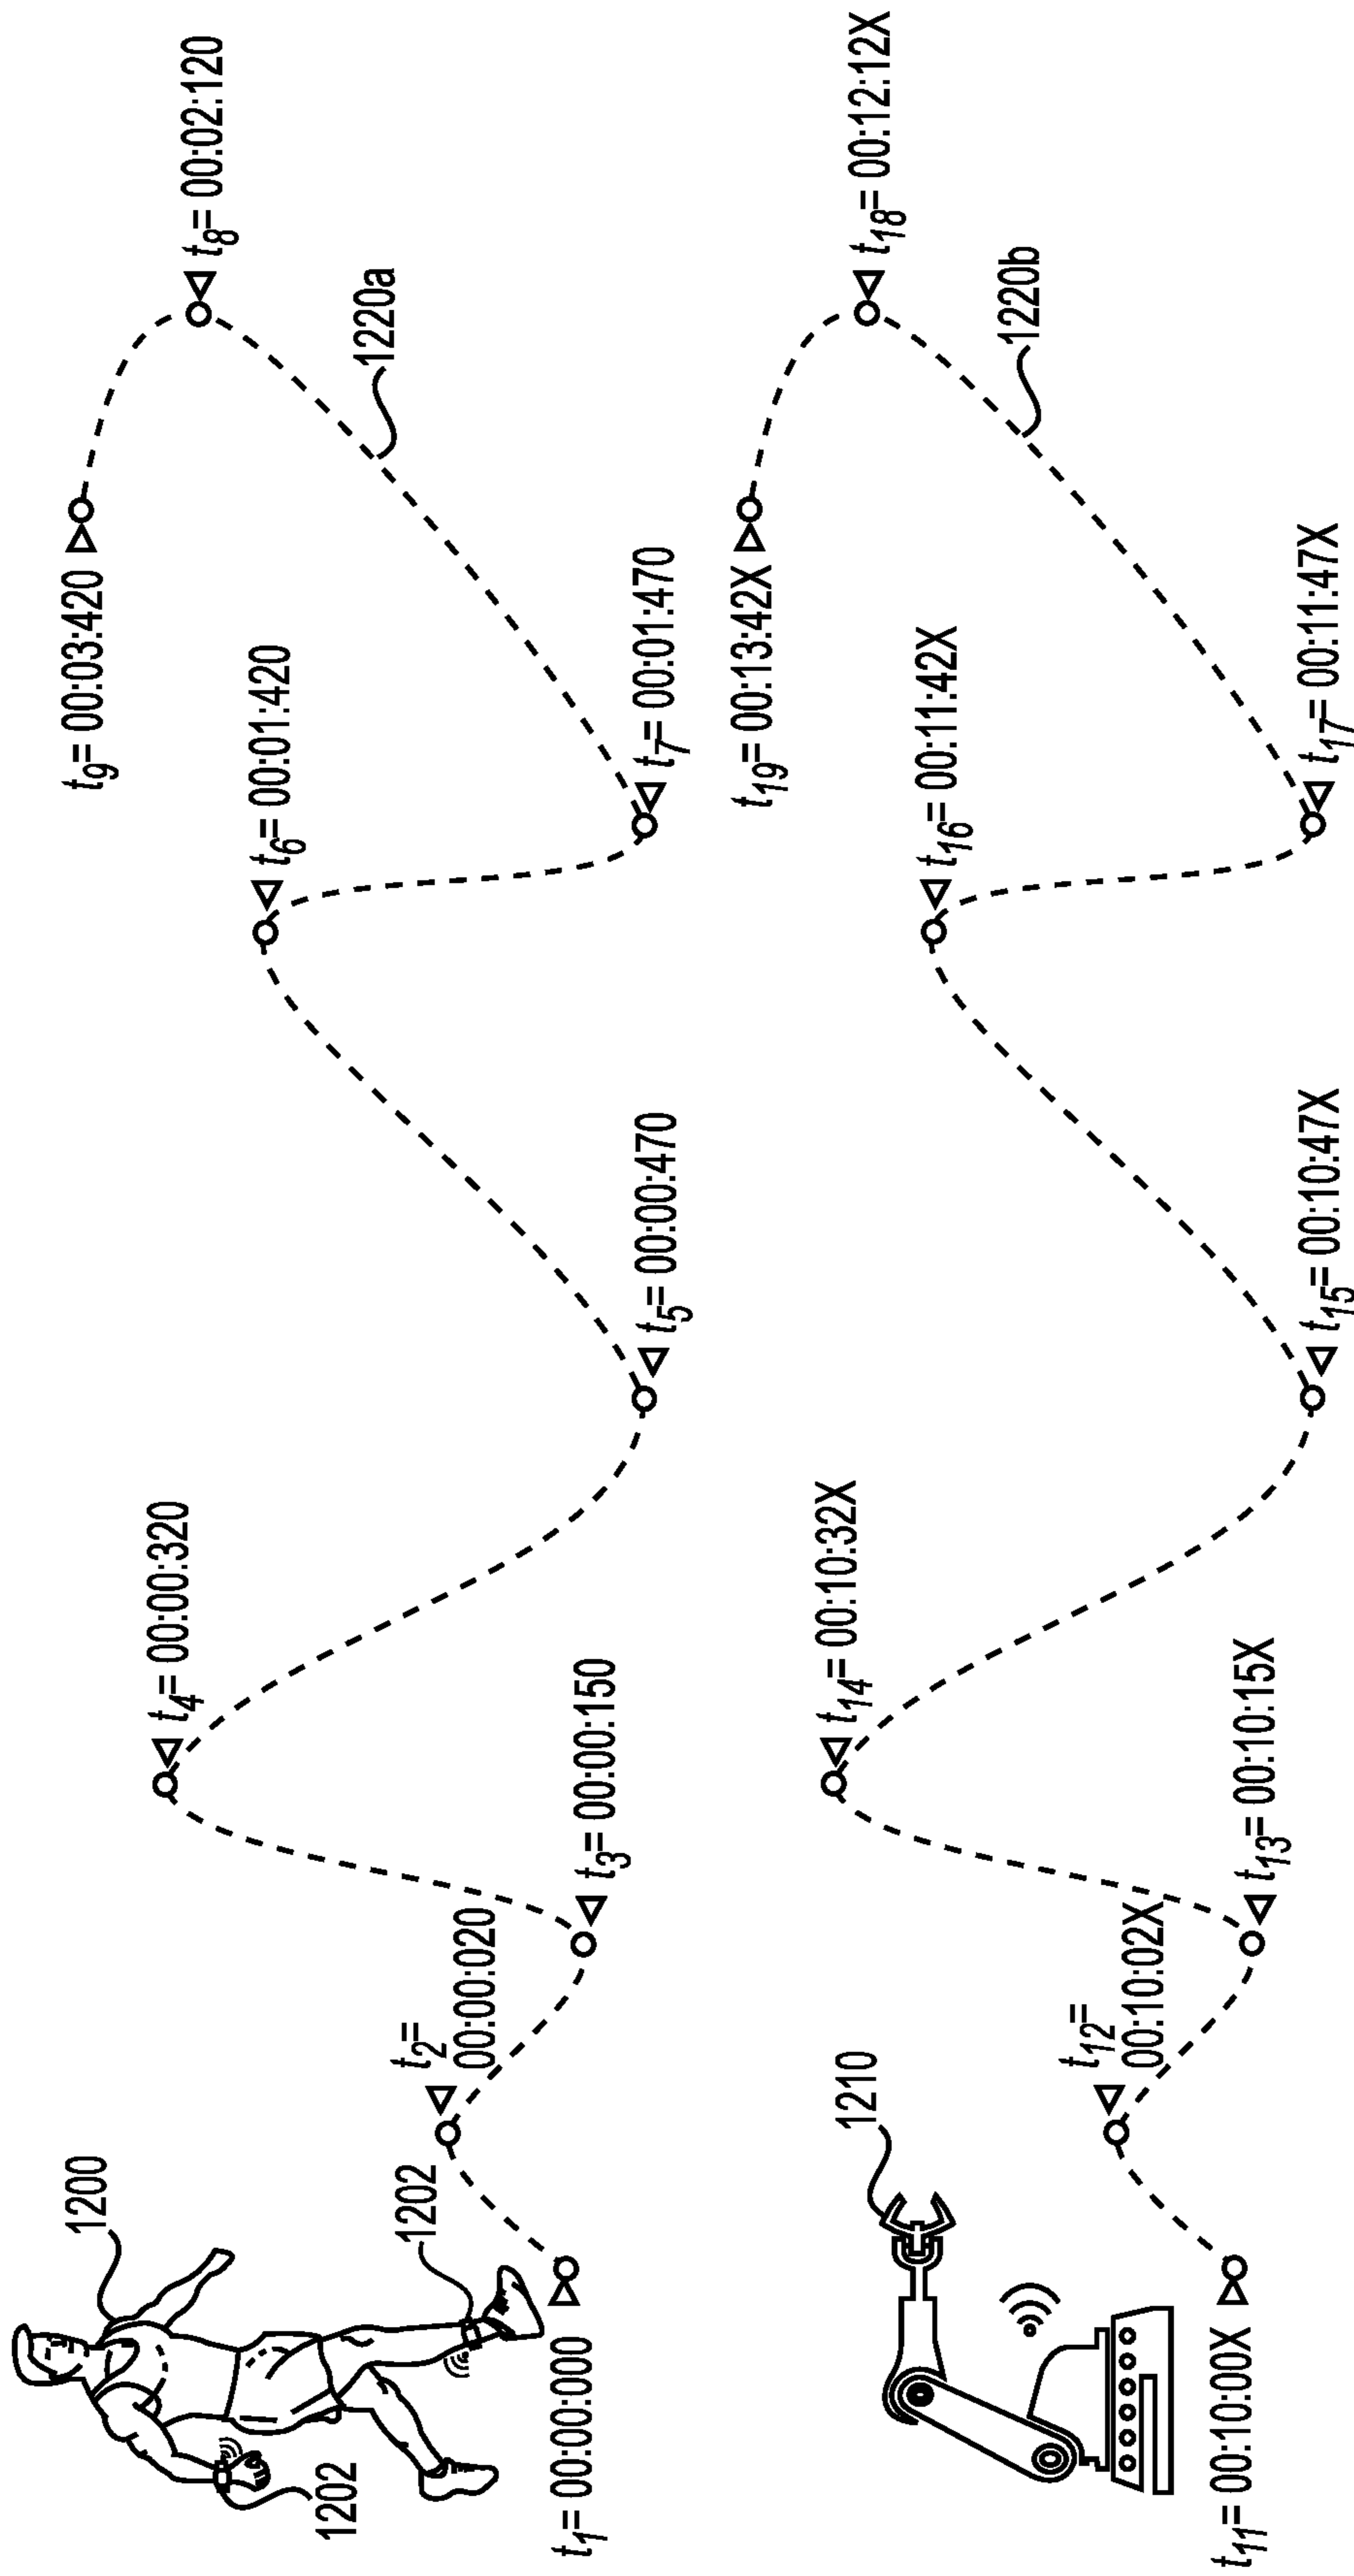 1200
1202
1202
t1= 00:00:000
t2=
00:00:020
t3= 00:00:150
t4= 00:00:320
t5= 00:00:470
t6= 00:01:420
t7= 00:01:470
t8= 00:02:120
t9= 00:03:420
1220a
1210
t11= 00:10:00X
t12=
00:10:02X
t13= 00:10:15X
t14= 00:10:32X
t15= 00:10:47X
t16= 00:11:42X
t17= 00:11:47X
t18= 00:12:12X
t19= 00:13:42X
1220b